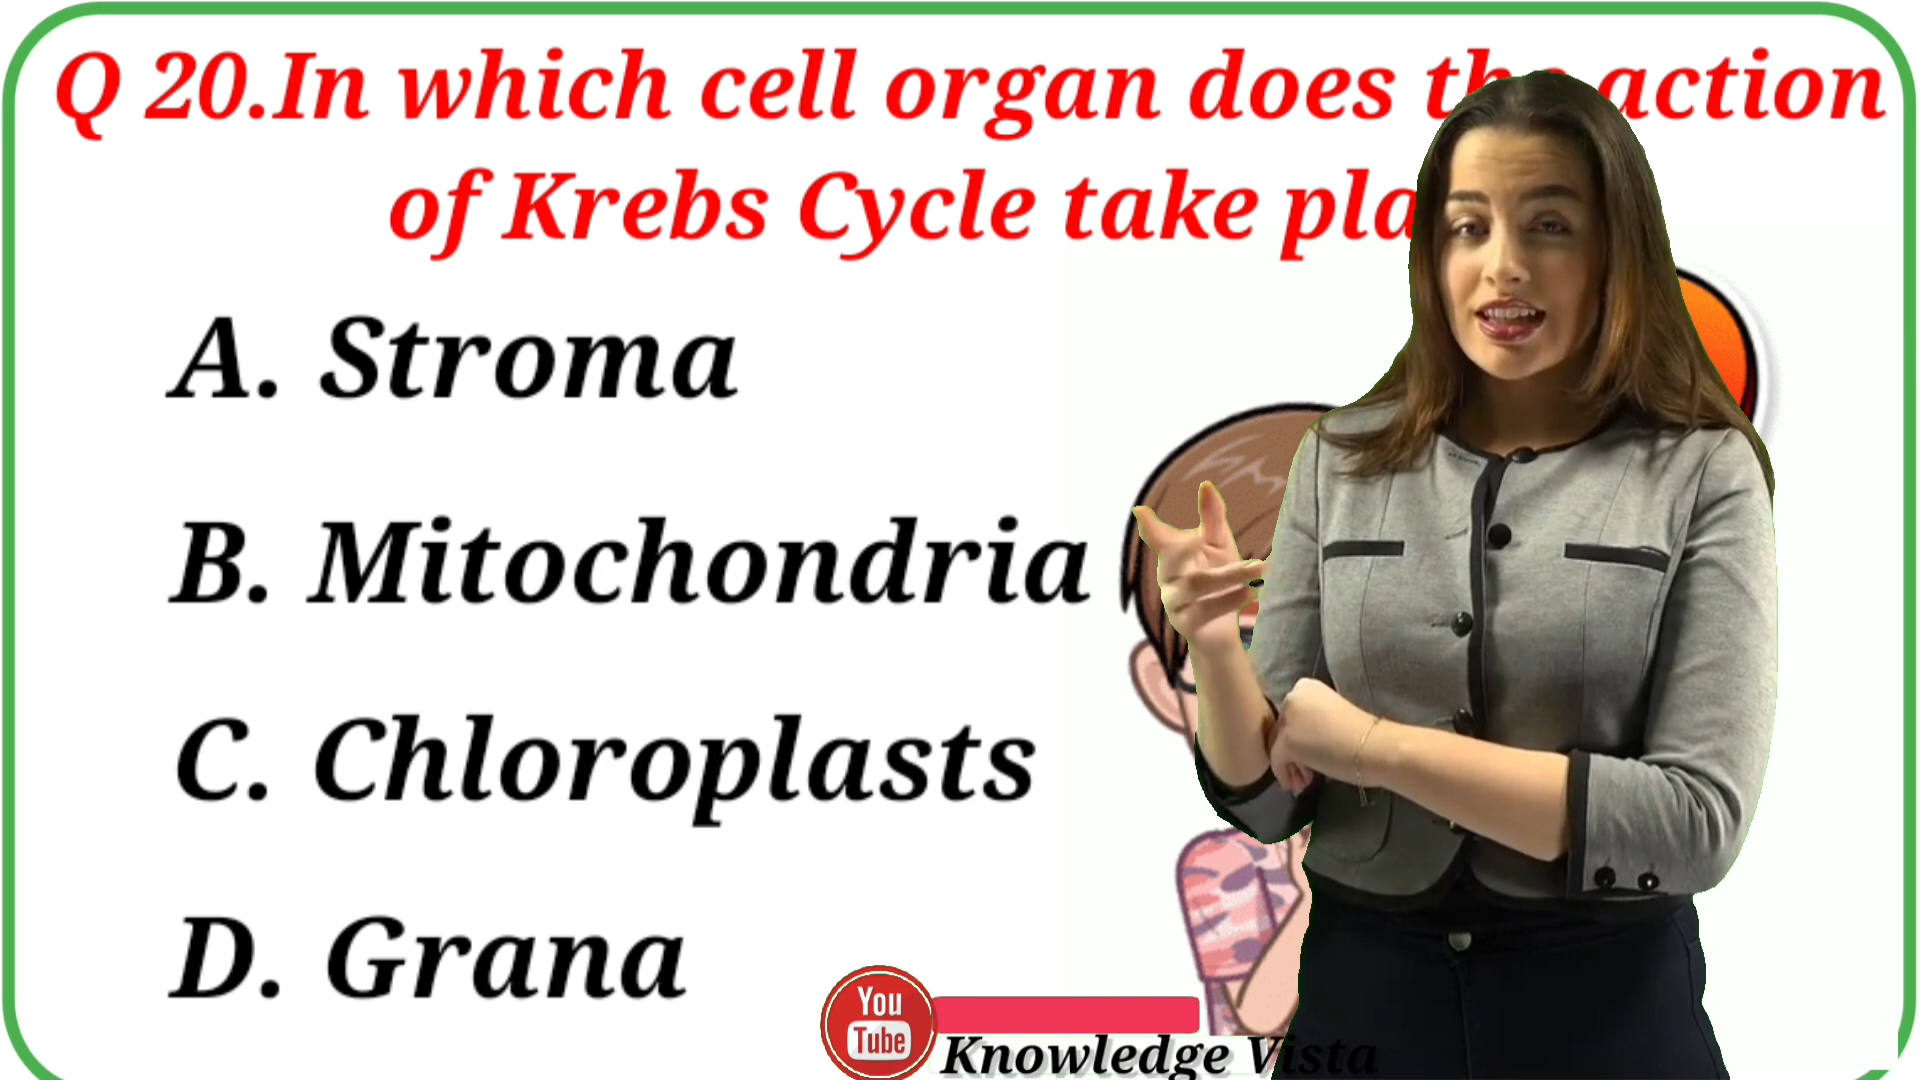 Q 20.In which cell organ does the action
of Krebs Cycle take
A. Stroma
B. Mitochondria
C. Chloroplasts
D. Grana
You
Tube
Knowledge Vista